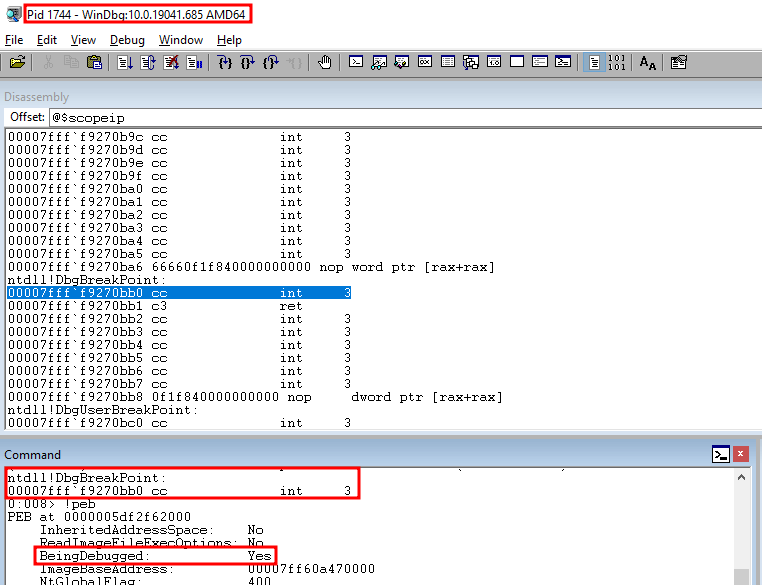 Pid 1744 - WinDbg:10.0.19041.685 AMD64
File Edit View Debug Window Help
Disassembly
Offset: @$scopeip
00007fff`f9270b9c cc int 3
00007fff`f9270b9d cc int 3
00007fff`f9270b9e cc int 3
00007fff`f9270b9f cc int 3
00007fff`f9270ba0 cc int 3
00007fff`f9270ba1 cc int 3
00007fff`f9270ba2 cc int 3
00007fff`f9270ba3 cc int 3
00007fff`f9270ba4 cc int 3
00007fff`f9270ba5 cc int 3
00007fff`f9270ba6 66660f1f840000000000 nop word ptr [rax+rax]
ntdll!DbgBreakPoint:
00007fff`f9270bb0 cc int 3
00007fff`f9270bb1 c3 ret
00007fff`f9270bb2 cc int 3
00007fff`f9270bb3 cc int 3
00007fff`f9270bb4 cc int 3
00007fff`f9270bb5 cc int 3
00007fff`f9270bb6 cc int 3
00007fff`f9270bb7 cc int 3
00007fff`f9270bb8 0f1f840000000000 nop dword ptr [rax+rax]
ntdll!DbgUserBreakPoint:
00007fff`f9270bc0 cc int 3
Command
ntdll!DbgBreakPoint:
00007fff`f9270bb0 cc int 3
0:008> !peb
PEB at 0000005df2f62000
InheritedAddressSpace: No
ReadImageFileExecOptions: No
BeingDebugged: Yes
ImageBaseAddress: 00007ff60a470000
NtGlobalFlag: 400